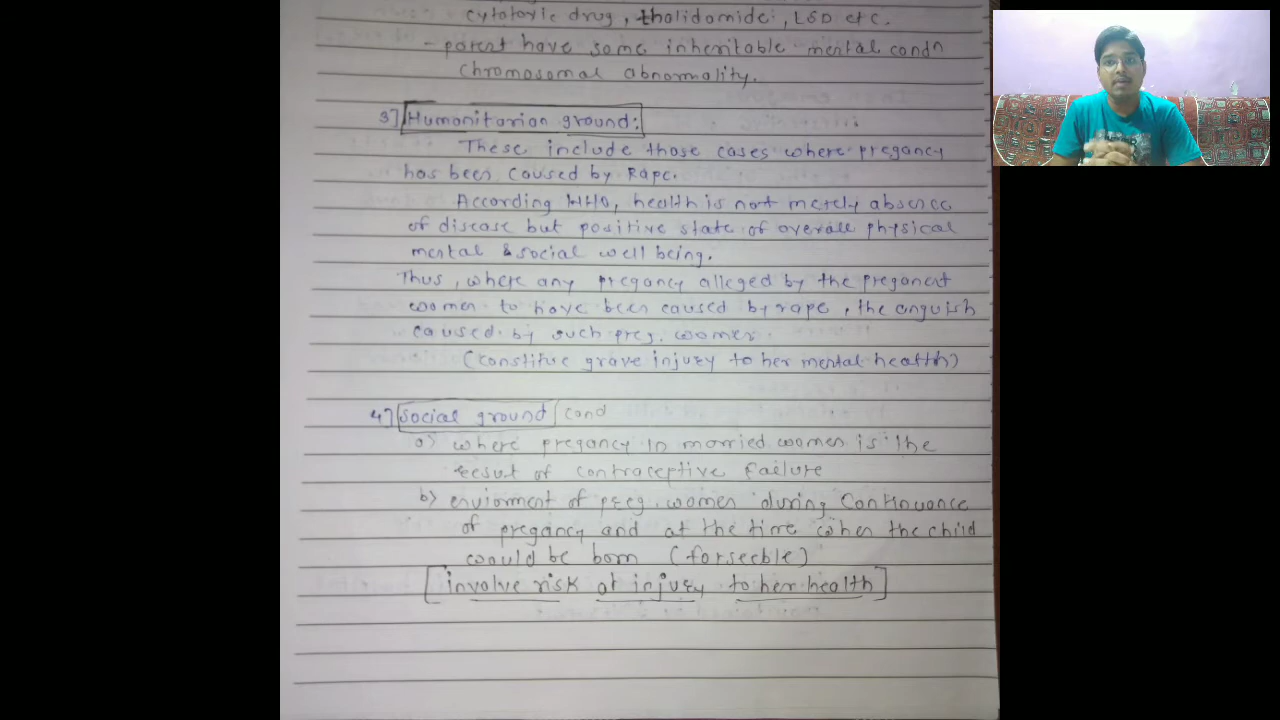 cytotoxic drug, thalidomide, LSD etc.
- parent have some inheritable mental condn
chromosomal abnormality.
3] Humanitarian ground:
These include those cases where pregancy
has been caused by Rape.
According WHO, health is not merely absence
of disease but positive state of overall physical
mental & social well being.
Thus, where any pregancy alleged by the preganent
women to have been caused by rape, the anguish
caused by such preg. women.
(constitue grave injury to her mental health)
4] Social ground cond
a) where pregancy in married women is the
resut of contraceptive failure
b) enviorment of preg. women during continuance
of pregancy and at the time when the child
would be born (forseeble)
[involve risk of injury to her health]